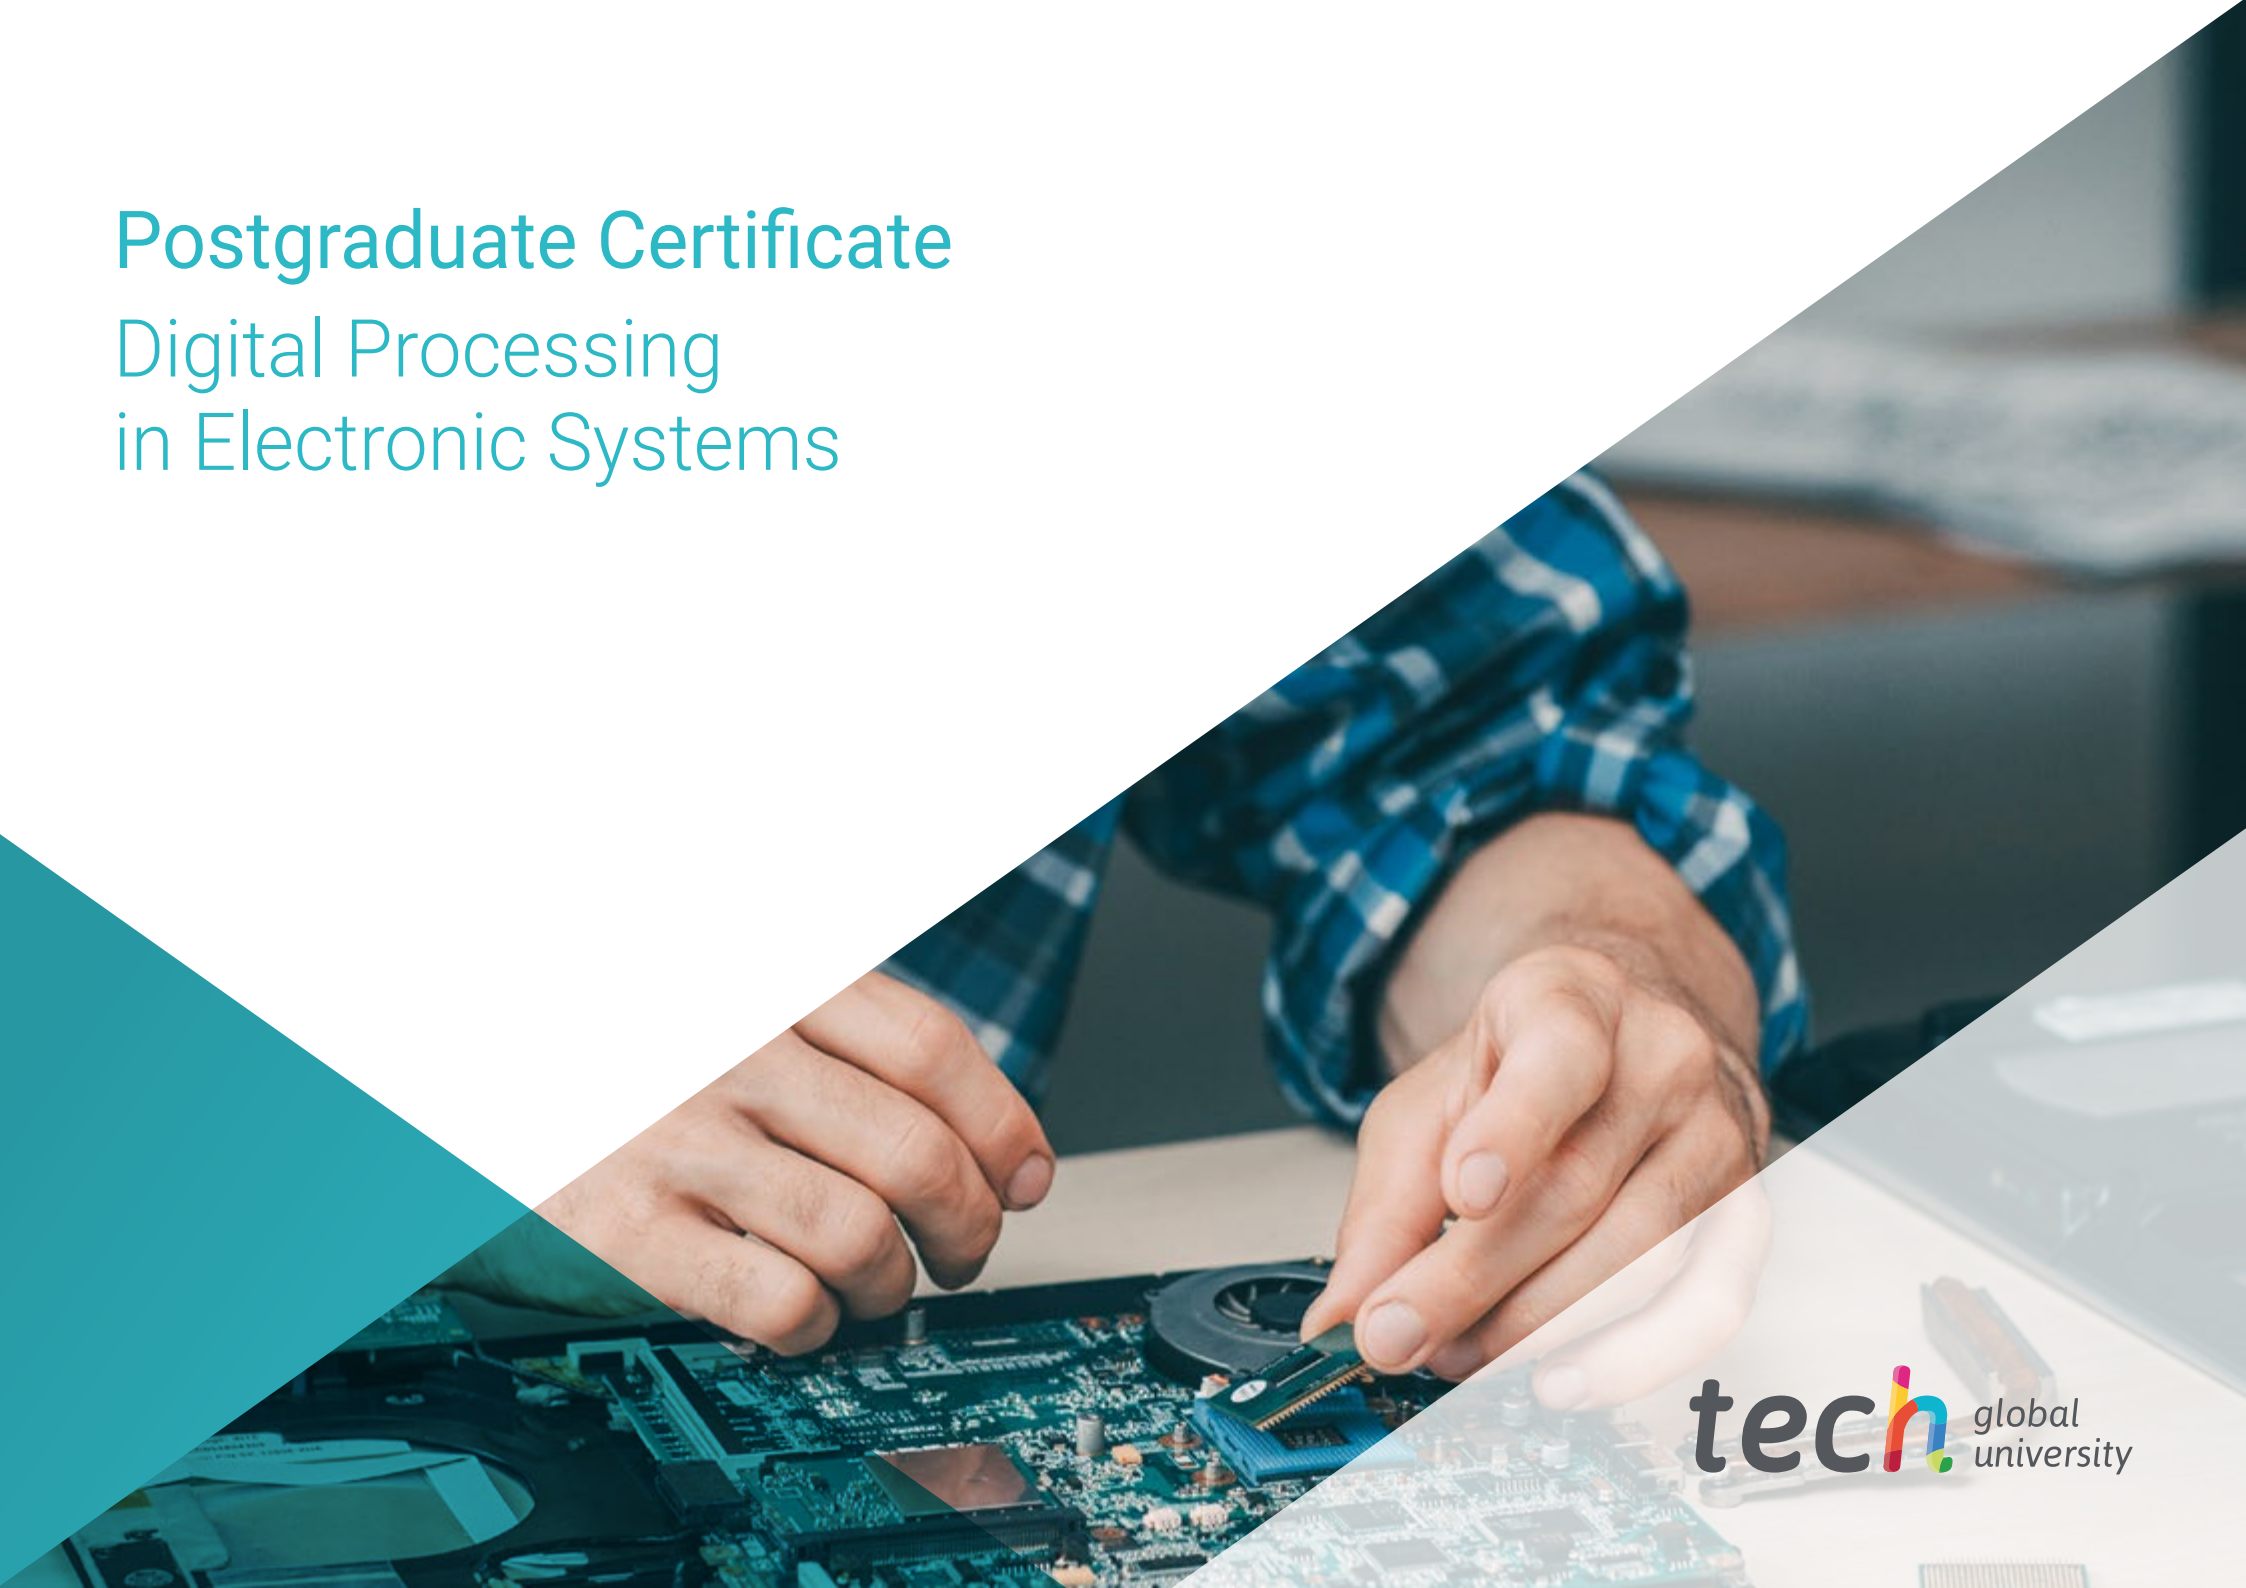 Postgraduate Certificate
Digital Processing
in Electronic Systems
tech global
university